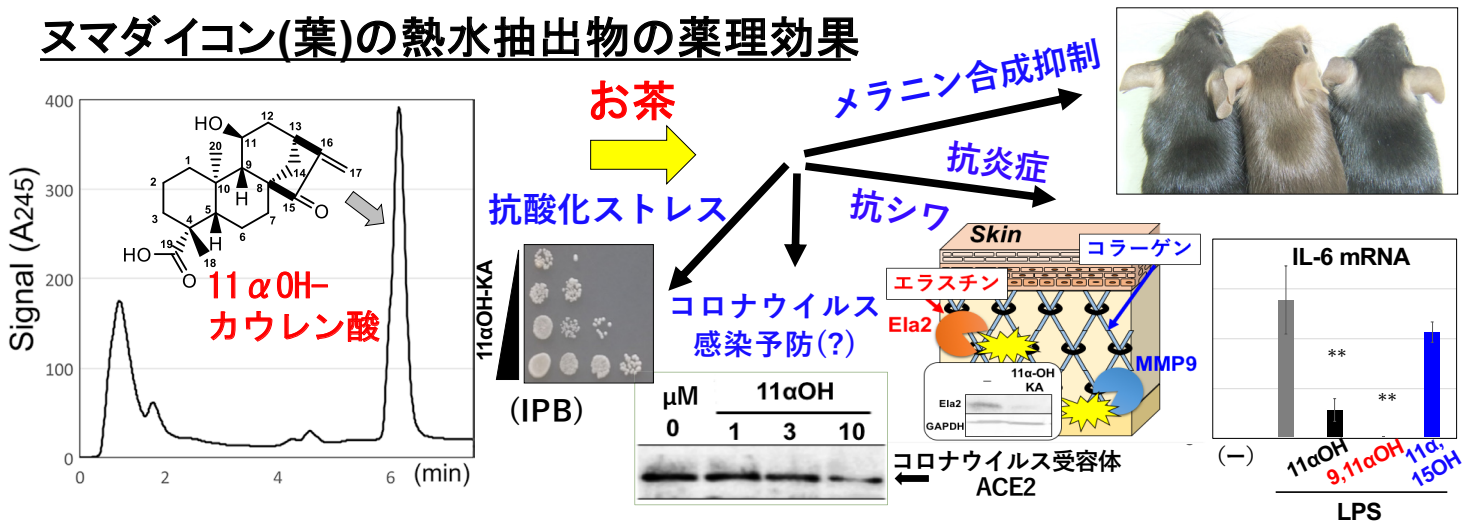 ヌマダイコン(葉)の熱水抽出物の薬理効果
Signal (A245)
400
300
200
100
0
0
2
4
6
(min)
HO
20
12
13
11
16
1
9
14
17
2
10
8
H
15
O
3
5
7
4
H
6
19
HO
18
O
11αOH-
カウレン酸
お茶
メラニン合成抑制
抗炎症
抗シワ
抗酸化ストレス
11αOH-KA
(IPB)
コロナウイルス
感染予防(?)
μM
11αOH
0
1
3
10
コロナウイルス受容体
ACE2
Skin
コラーゲン
エラスチン
Ela2
MMP9
–
11α-OH
KA
Ela2
GAPDH
IL-6 mRNA
**
**
(−)
11αOH
9,11αOH
11α,
15OH
LPS